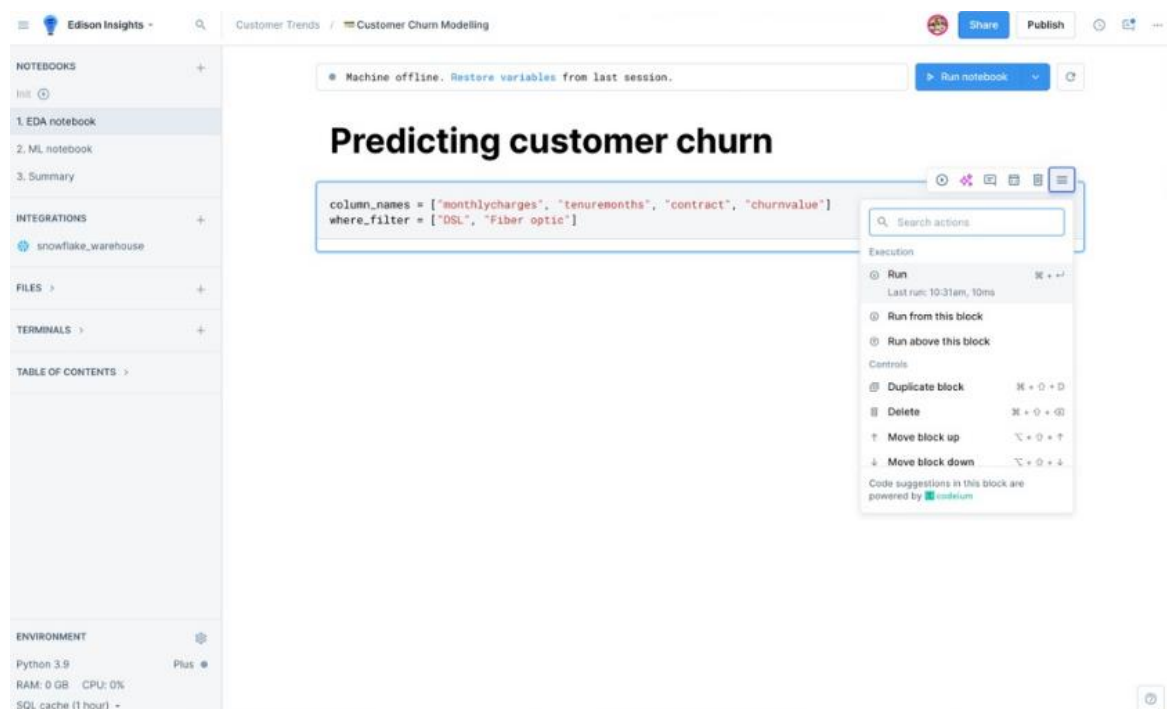 Edison Insights
Customer Trends / Customer Churn Modelling
Share
Publish
NOTEBOOKS
Init
1. EDA notebook
2. ML notebook
3. Summary
INTEGRATIONS
snowflake_warehouse
FILES
TERMINALS
TABLE OF CONTENTS
ENVIRONMENT
Python 3.9 Plus
RAM: 0 GB CPU: 0%
SQL cache (1 hour)
Machine offline. Restore variables from last session.
Run notebook
Predicting customer churn
column_names = ["monthlycharges", "tenuremonths", "contract", "churnvalue"]
where_filter = ["DSL", "Fiber optic"]
Search actions
Execution
Run ⌘ + ↵
Last run: 10:31am, 10ms
Run from this block
Run above this block
Controls
Duplicate block ⌘ + ⇧ + D
Delete ⌘ + ⇧ + ⌫
Move block up ⌥ + ⇧ + ↑
Move block down ⌥ + ⇧ + ↓
Code suggestions in this block are
powered by codeium